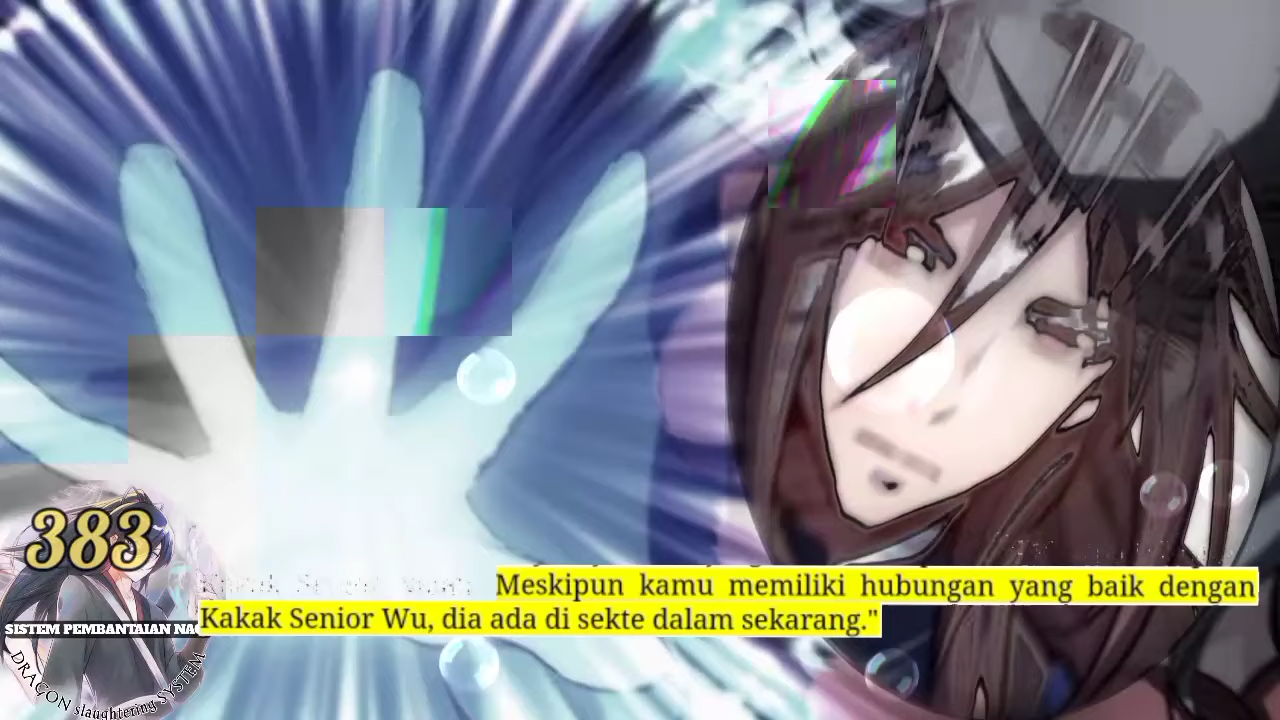 383
Meskipun kamu memiliki hubungan yang baik dengan
Kakak Senior Wu, dia ada di sekte dalam sekarang."
SISTEM PEMBANTAIAN NAG
DRAGON slaughtering SYSTEM